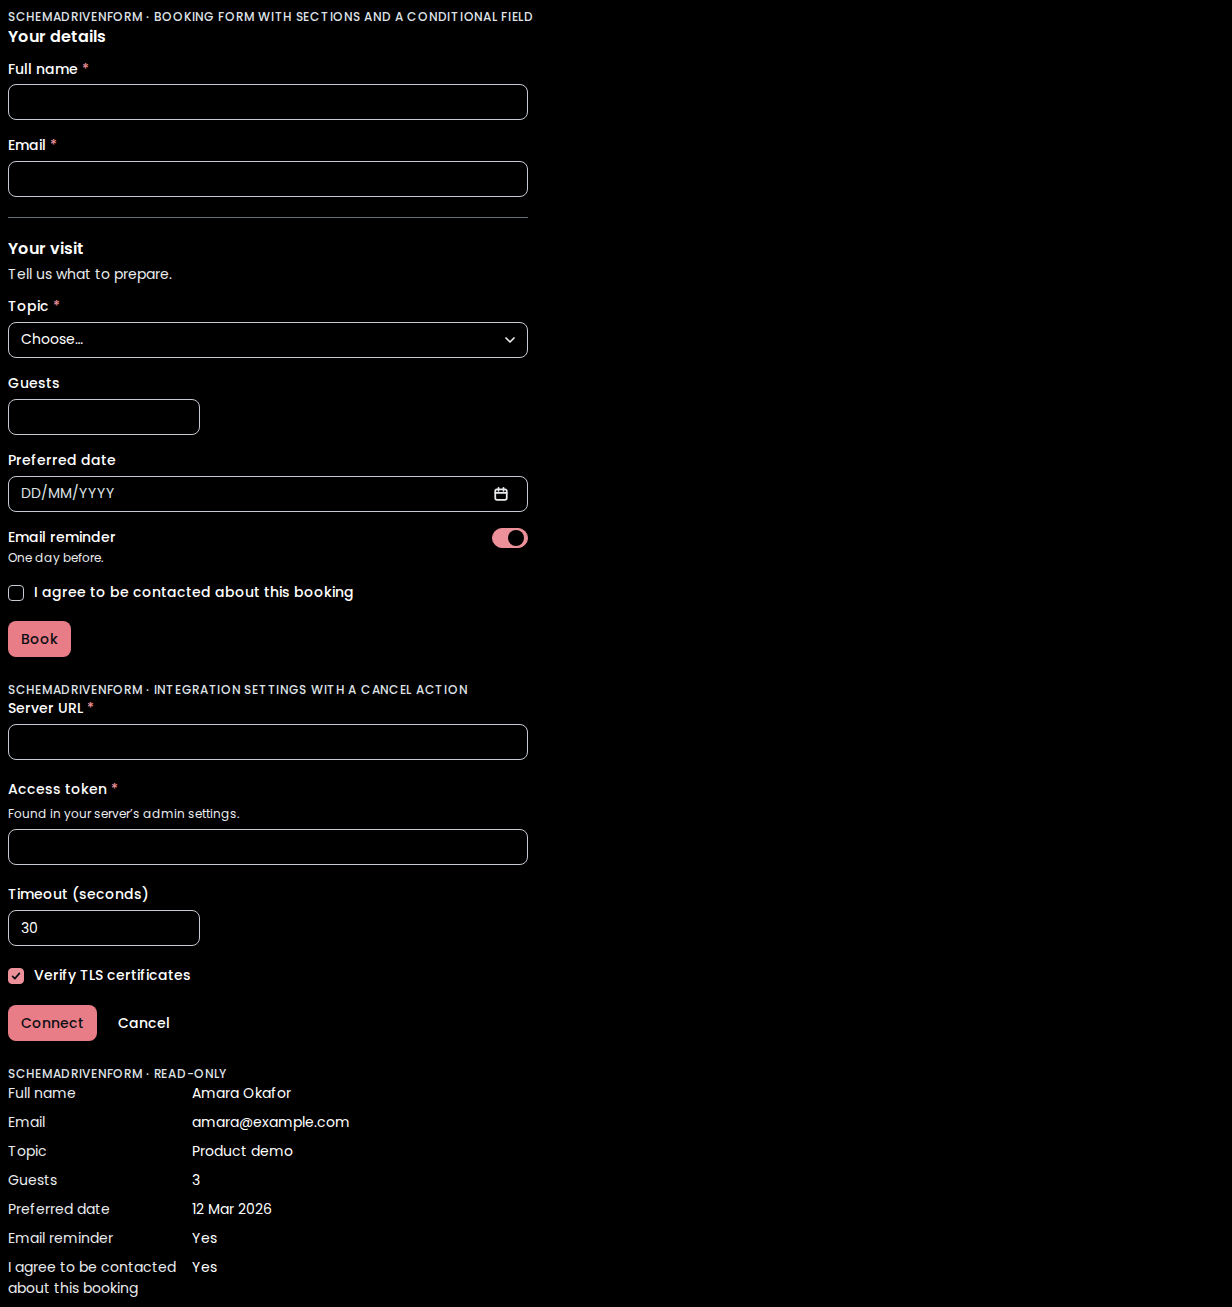 SCHEMADRIVENFORM · BOOKING FORM WITH SECTIONS AND A CONDITIONAL FIELD
Your details
Full name *
Email *
Your visit
Tell us what to prepare.
Topic *
Choose…
Guests
Preferred date
DD/MM/YYYY
Email reminder
One day before.
I agree to be contacted about this booking
Book
SCHEMADRIVENFORM · INTEGRATION SETTINGS WITH A CANCEL ACTION
Server URL *
Access token *
Found in your server’s admin settings.
Timeout (seconds)
30
Verify TLS certificates
Connect Cancel
SCHEMADRIVENFORM · READ-ONLY
Full name Amara Okafor
Email amara@example.com
Topic Product demo
Guests 3
Preferred date 12 Mar 2026
Email reminder Yes
I agree to be contacted Yes
about this booking